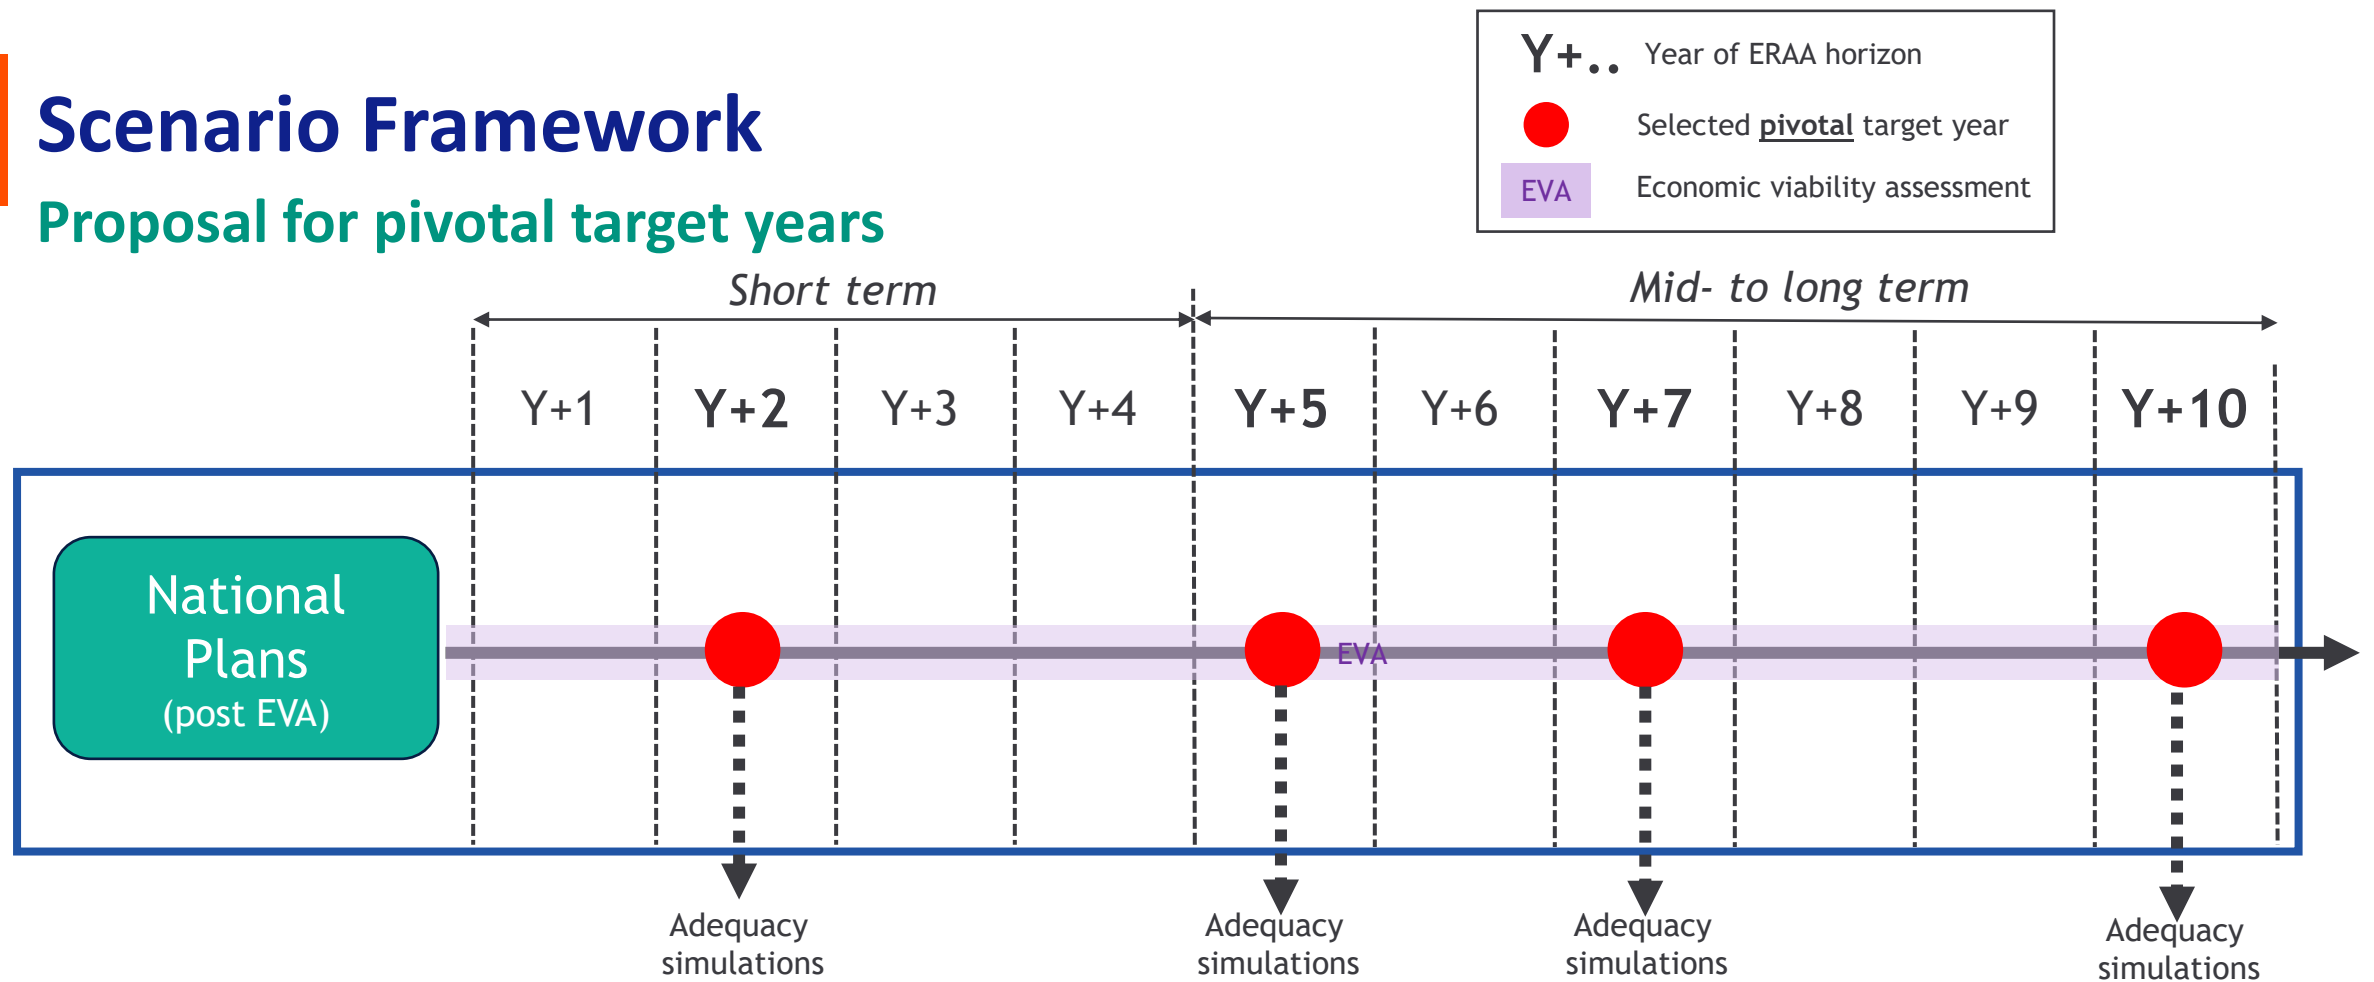 Scenario Framework
Proposal for pivotal target years
Y+.. Year of ERAA horizon
Selected pivotal target year
EVA Economic viability assessment
Short term
Mid- to long term
Y+1 Y+2 Y+3 Y+4 Y+5 Y+6 Y+7 Y+8 Y+9 Y+10
National
Plans
(post EVA)
EVA
Adequacy
simulations
Adequacy
simulations
Adequacy
simulations
Adequacy
simulations